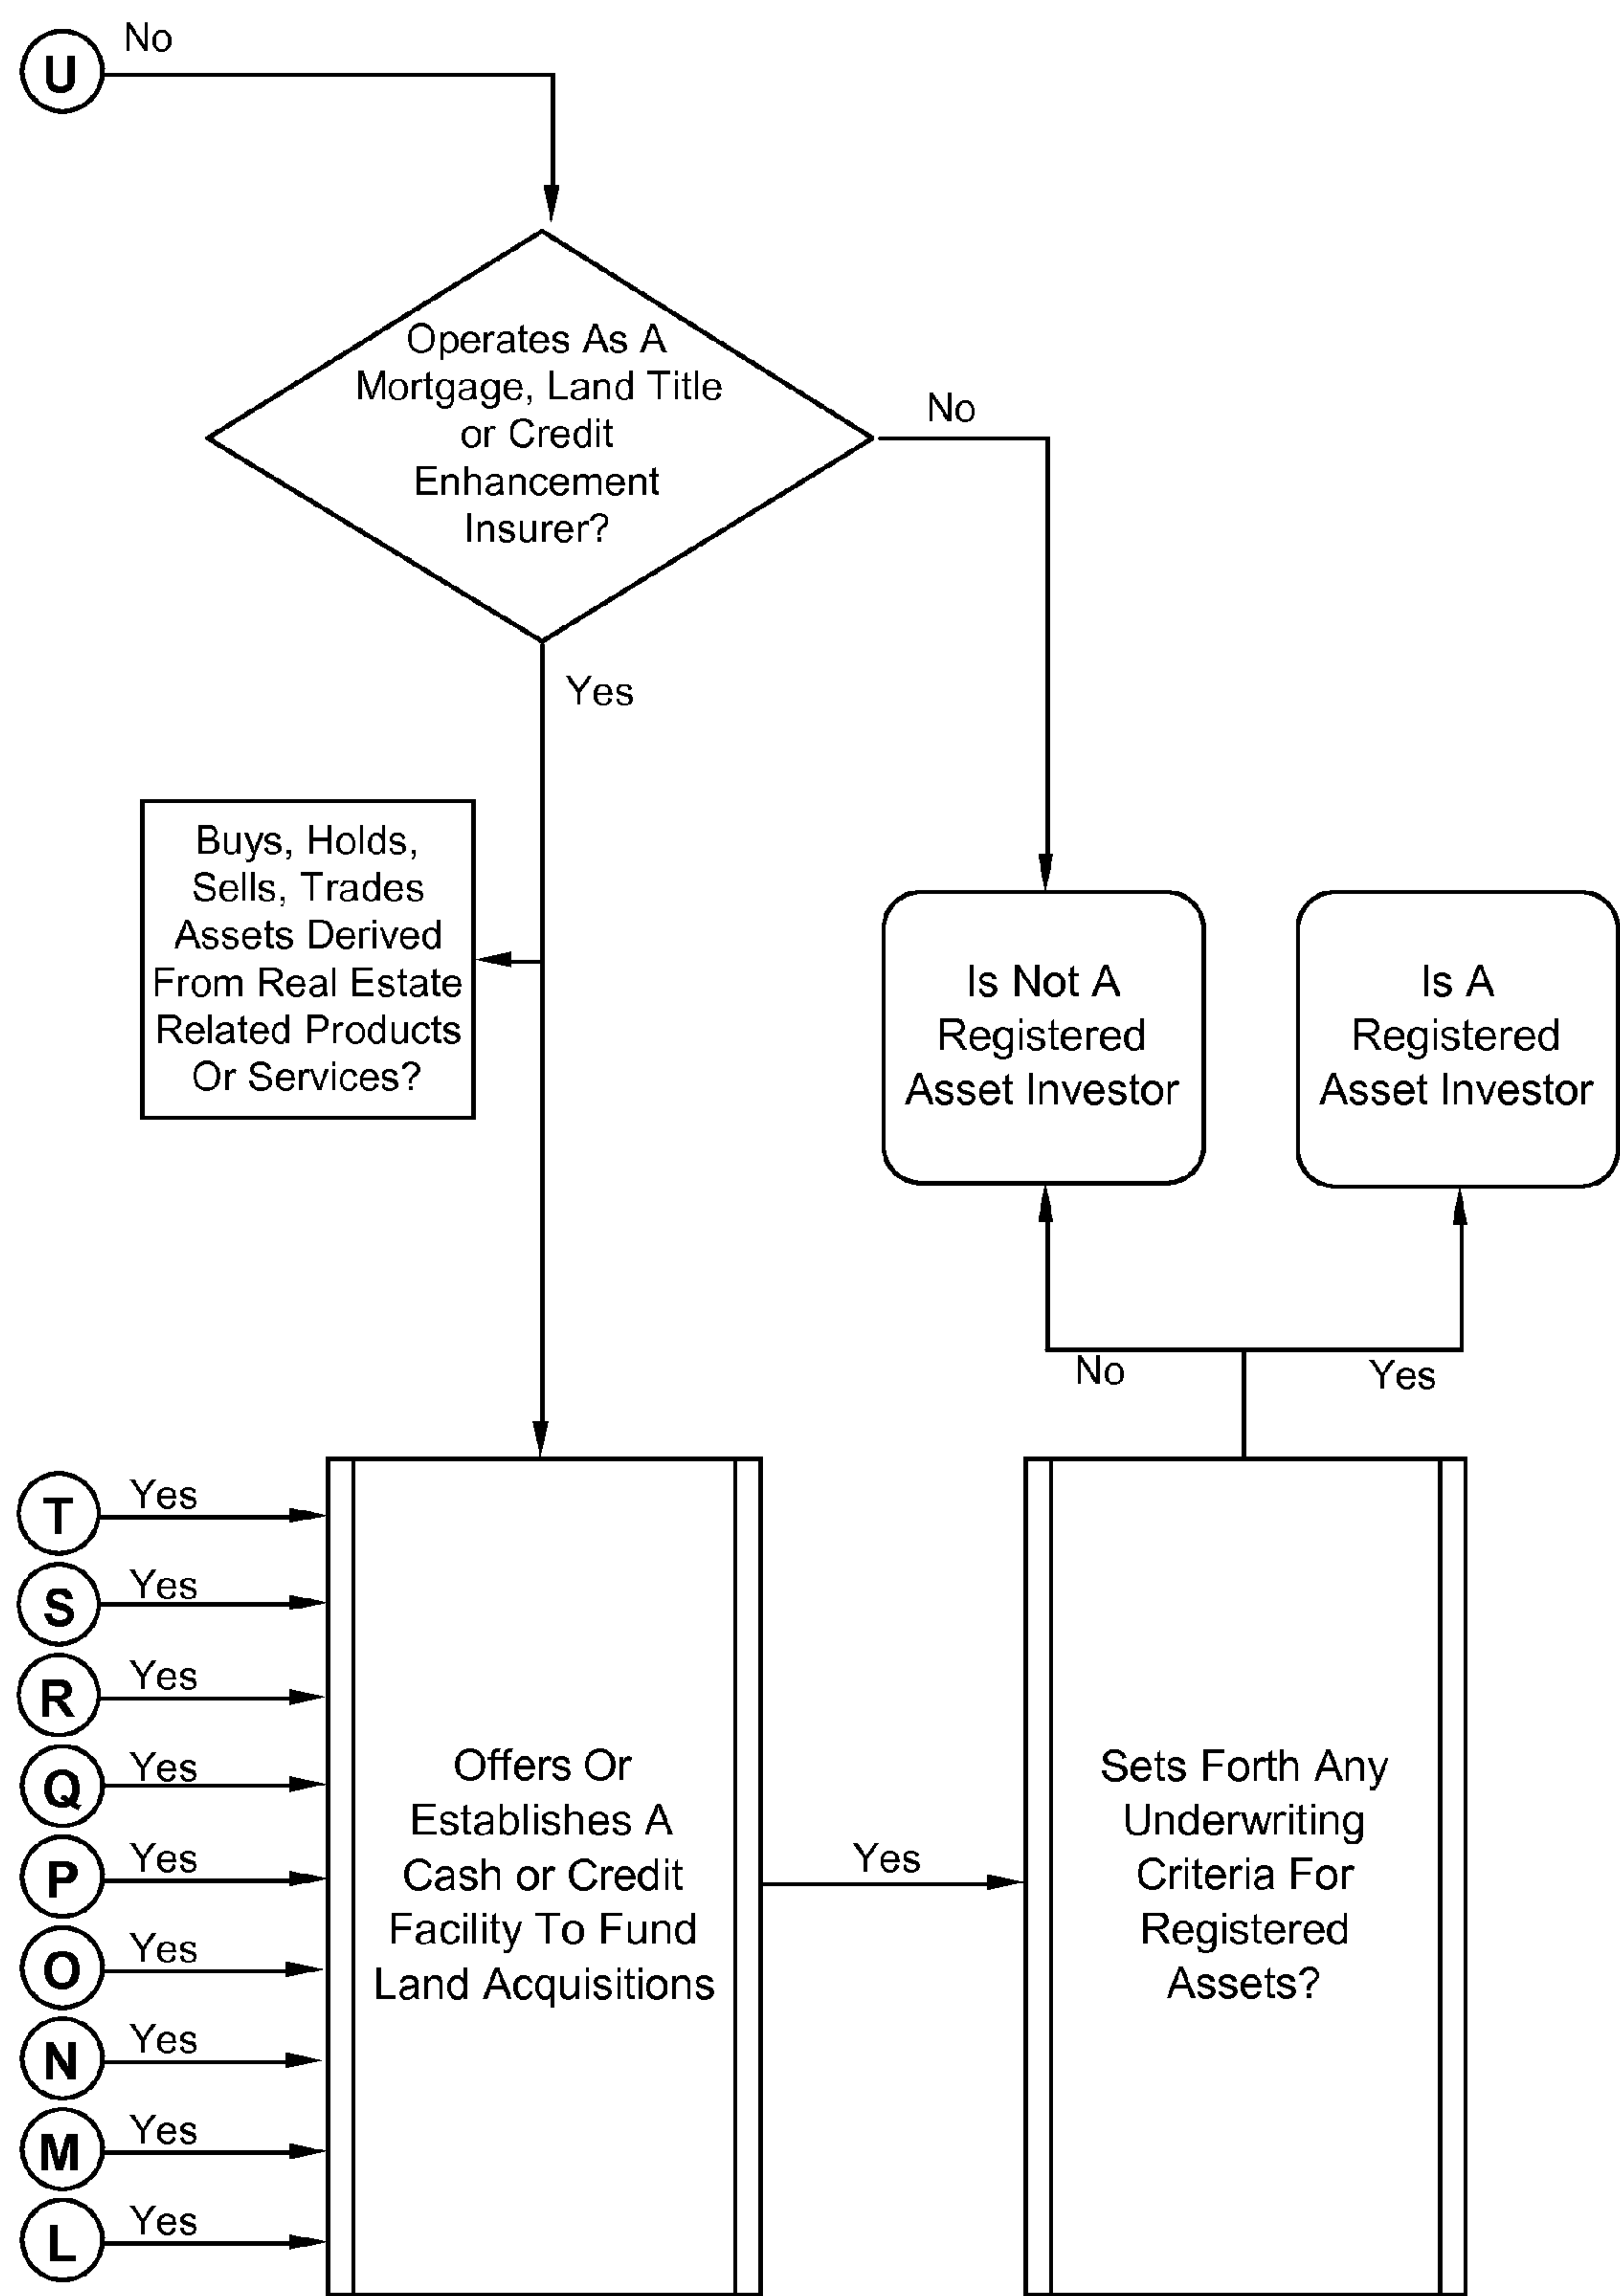 U
No
Operates As A
Mortgage, Land Title
or Credit
Enhancement
Insurer?
No
Yes
Buys, Holds,
Sells, Trades
Assets Derived
From Real Estate
Related Products
Or Services?
Is Not A
Registered
Asset Investor
Is A
Registered
Asset Investor
No
Yes
T
Yes
S
Yes
R
Yes
Q
Yes
P
Yes
O
Yes
N
Yes
M
Yes
L
Yes
Offers Or
Establishes A
Cash or Credit
Facility To Fund
Land Acquisitions
Yes
Sets Forth Any
Underwriting
Criteria For
Registered
Assets?